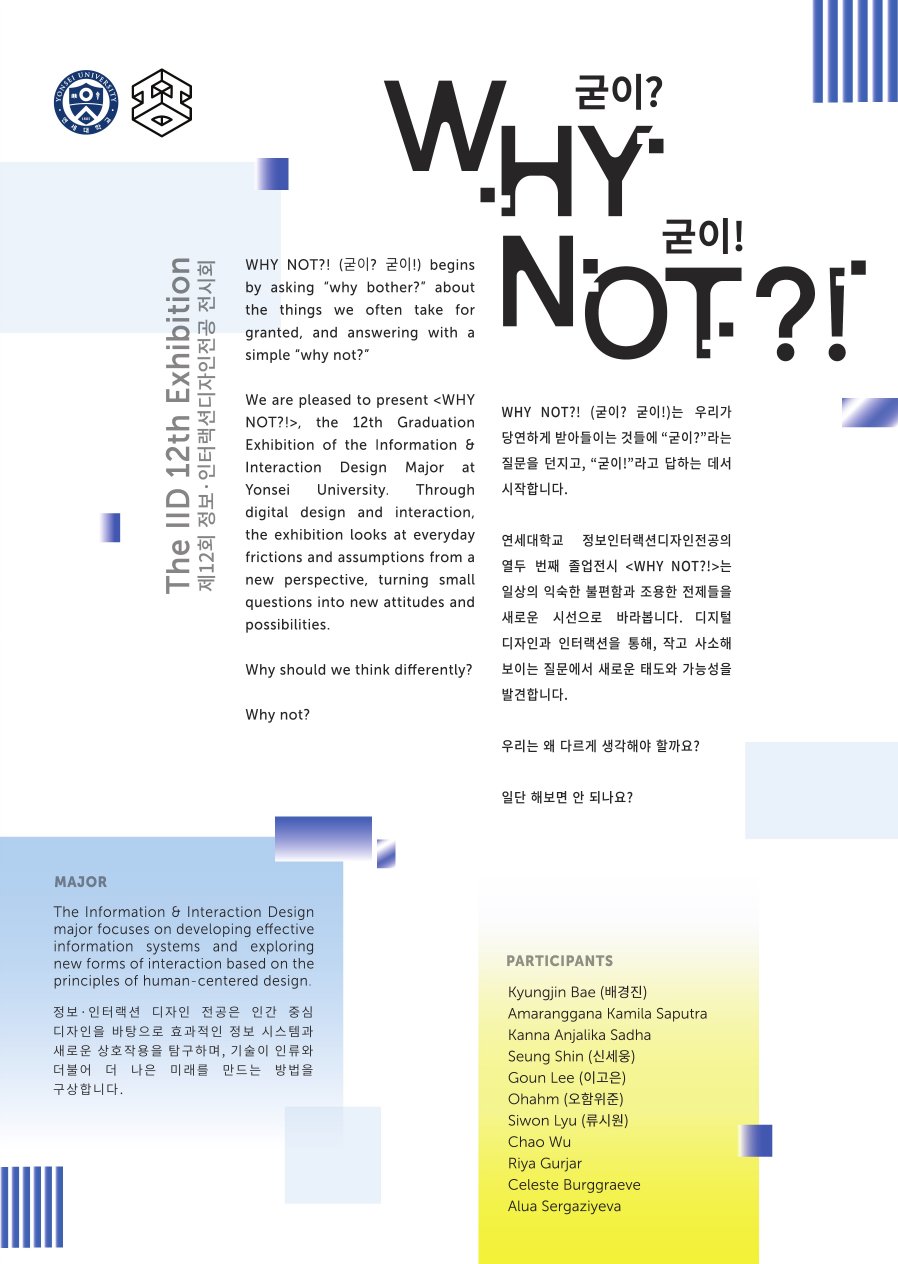 YONSEI UNIVERSITY
연세대학교
굳이?
WHY
굳이!
NOT?!
The IID 12th Exhibition
제12회 정보·인터랙션디자인전공 전시회
WHY NOT?! (굳이? 굳이!) begins
by asking “why bother?” about
the things we often take for
granted, and answering with a
simple “why not?”
We are pleased to present <WHY
NOT?!>, the 12th Graduation
Exhibition of the Information &
Interaction Design Major at
Yonsei University. Through
digital design and interaction,
the exhibition looks at everyday
frictions and assumptions from a
new perspective, turning small
questions into new attitudes and
possibilities.
Why should we think differently?
Why not?
WHY NOT?! (굳이? 굳이!)는 우리가
당연하게 받아들이는 것들에 “굳이?”라는
질문을 던지고, “굳이!”라고 답하는 데서
시작합니다.
연세대학교 정보인터랙션디자인전공의
열두 번째 졸업전시 <WHY NOT?!>는
일상의 익숙한 불편함과 조용한 전제들을
새로운 시선으로 바라봅니다. 디지털
디자인과 인터랙션을 통해, 작고 사소해
보이는 질문에서 새로운 태도와 가능성을
발견합니다.
우리는 왜 다르게 생각해야 할까요?
일단 해보면 안 되나요?
MAJOR
The Information & Interaction Design
major focuses on developing effective
information systems and exploring
new forms of interaction based on the
principles of human-centered design.
정보·인터랙션 디자인 전공은 인간 중심
디자인을 바탕으로 효과적인 정보 시스템과
새로운 상호작용을 탐구하며, 기술이 인류와
더불어 더 나은 미래를 만드는 방법을
구상합니다.
PARTICIPANTS
Kyungjin Bae (배경진)
Amaranggana Kamila Saputra
Kanna Anjalika Sadha
Seung Shin (신세웅)
Goun Lee (이고은)
Ohahm (오함위준)
Siwon Lyu (류시원)
Chao Wu
Riya Gurjar
Celeste Burggraeve
Alua Sergaziyeva